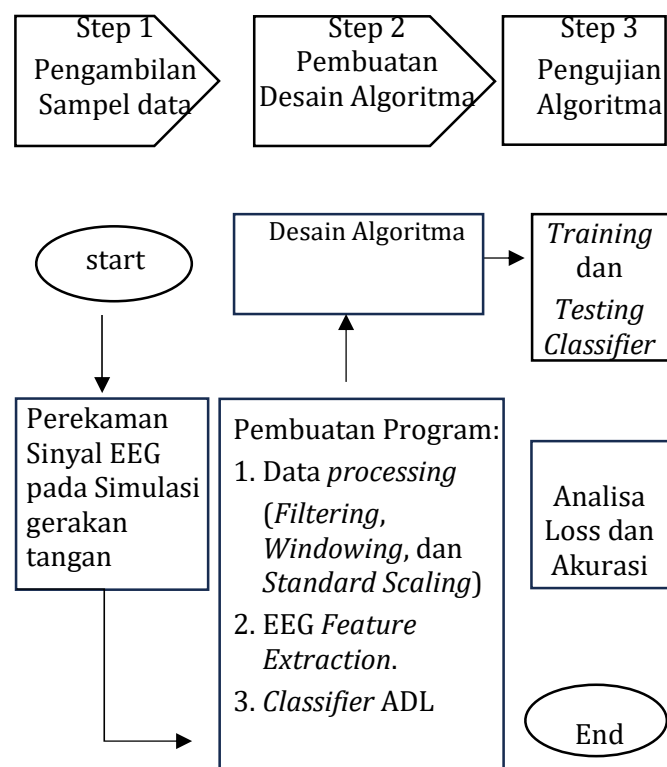 Step 1
Pengambilan
Sampel data
Step 2
Pembuatan
Desain Algoritma
Step 3
Pengujian
Algoritma
start
Desain Algoritma
Training
dan
Testing
Classifier
Perekaman
Sinyal EEG
pada Simulasi
gerakan
tangan
Pembuatan Program:
1. Data processing
(Filtering,
Windowing, dan
Standard Scaling)
2. EEG Feature
Extraction.
3. Classifier ADL
Analisa
Loss dan
Akurasi
End